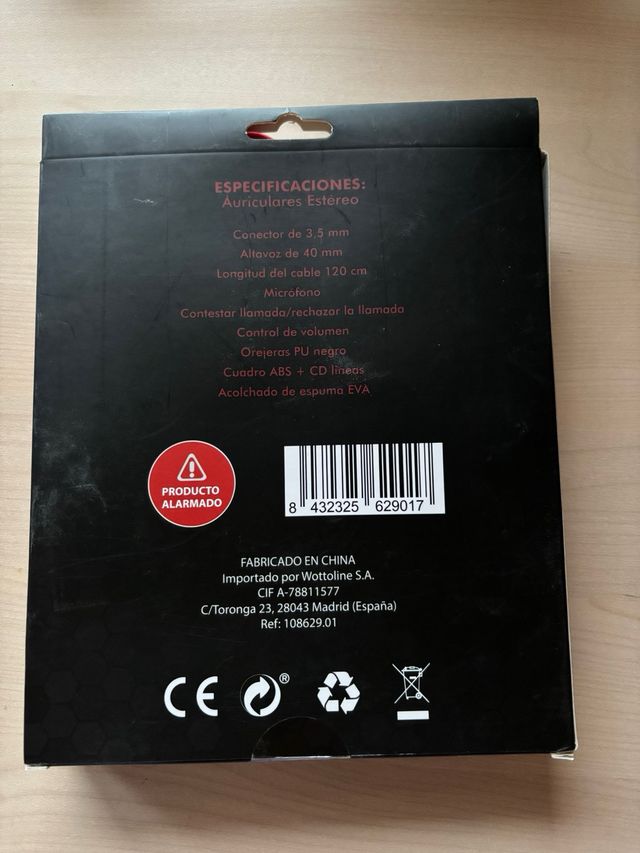 ESPECIFICACIONES:
Auriculares Estéreo
Conector de 3,5 mm
Altavoz de 40 mm
Longitud del cable 120 cm
Micrófono
Contestar llamada/rechazar la llamada
Control de volumen
Orejeras PU negro
Cuadro ABS + CD líneas
Acolchado de espuma EVA
PRODUCTO
ALARMADO
8 432325 629017
FABRICADO EN CHINA
Importado por Wottoline S.A.
CIF A-78811577
C/Toronga 23, 28043 Madrid (España)
Ref: 108629.01
CE ®